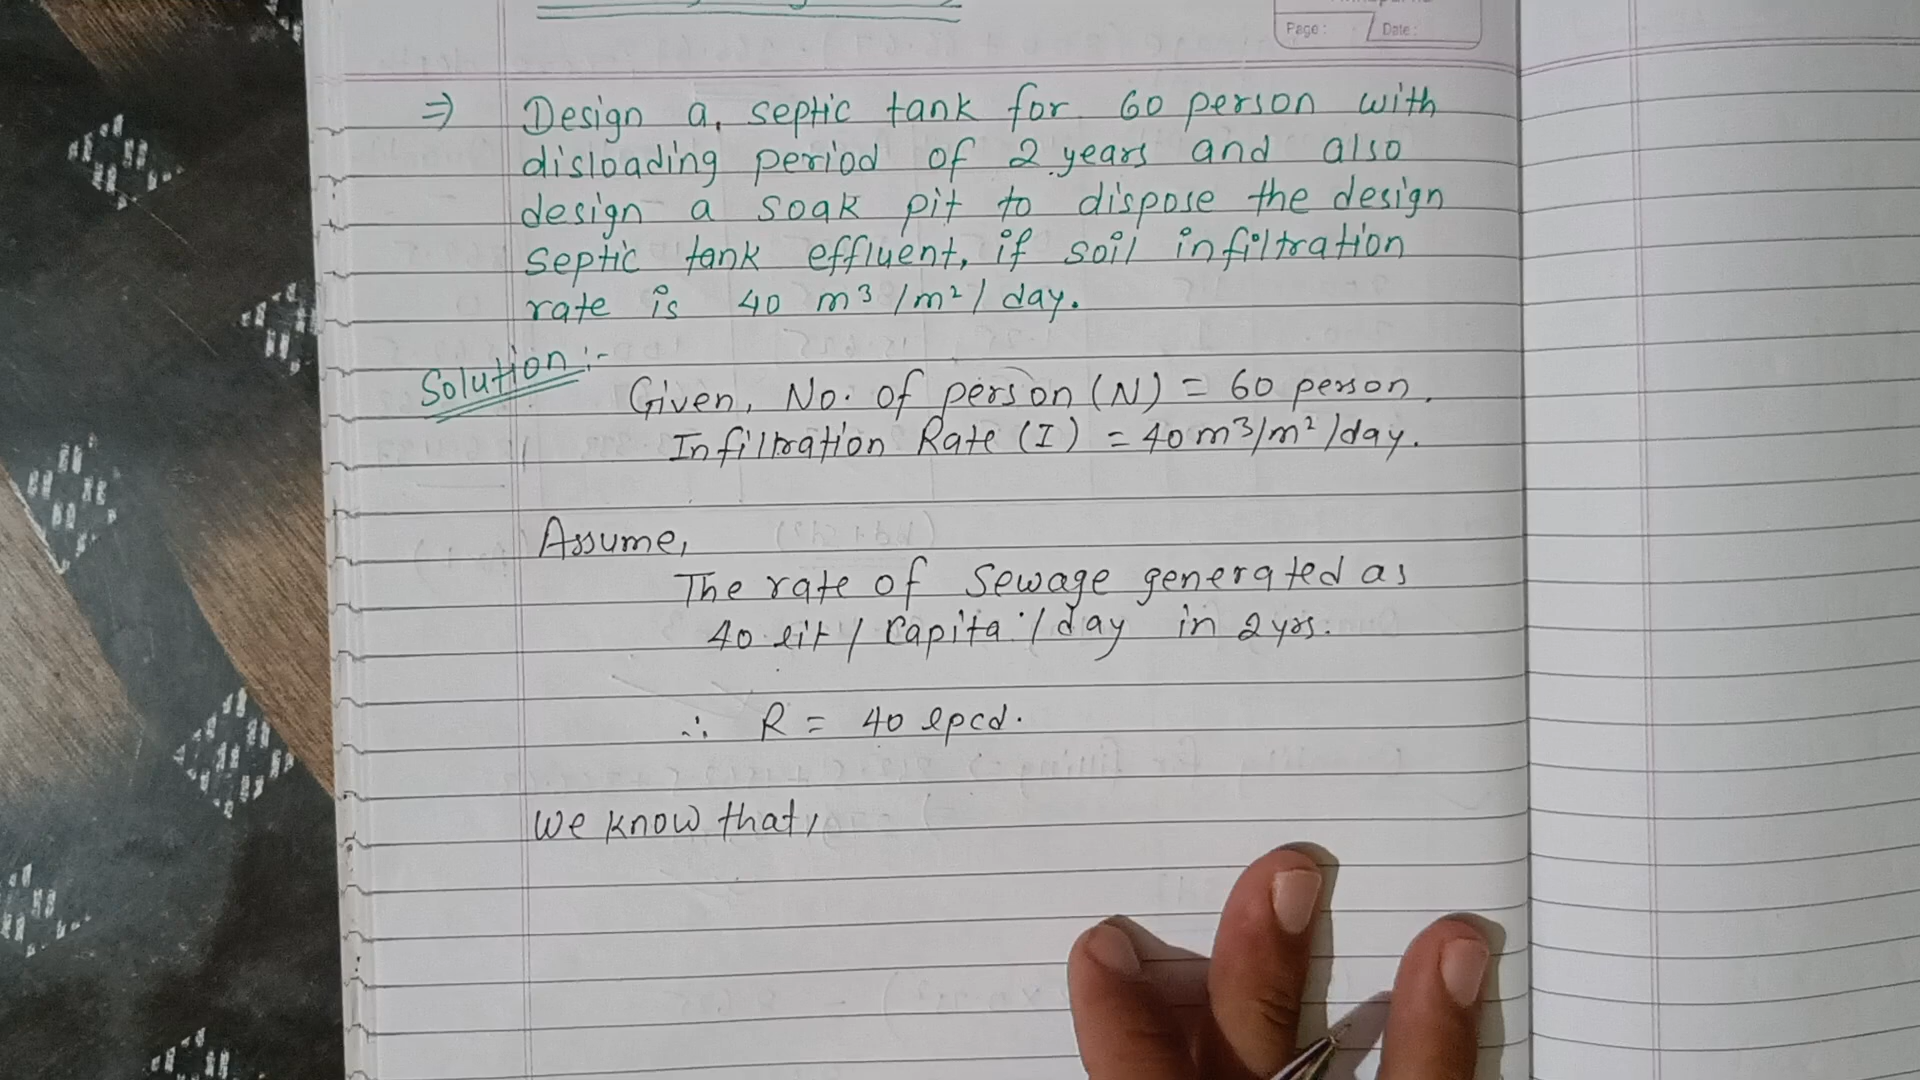 Page: Date:
⇒ Design a septic tank for 60 person with
disloading period of 2 years and also
design a soak pit to dispose the design
septic tank effluent, if soil infiltration
rate is 40 m³/m²/day.
Solution:-
Given, No. of person (N) = 60 person.
Infiltration Rate (I) = 40 m³/m²/day.
Assume,
The rate of sewage generated as
40 lit / capita / day in 2 yrs.
∴ R = 40 lpcd.
We know that,